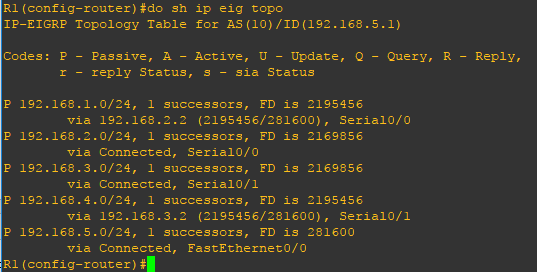 R1(config-router)#do sh ip eig topo
IP-EIGRP Topology Table for AS(10)/ID(192.168.5.1)
Codes: P - Passive, A - Active, U - Update, Q - Query, R - Reply,
r - reply Status, s - sia Status
P 192.168.1.0/24, 1 successors, FD is 2195456
via 192.168.2.2 (2195456/281600), Serial0/0
P 192.168.2.0/24, 1 successors, FD is 2169856
via Connected, Serial0/0
P 192.168.3.0/24, 1 successors, FD is 2169856
via Connected, Serial0/1
P 192.168.4.0/24, 1 successors, FD is 2195456
via 192.168.3.2 (2195456/281600), Serial0/1
P 192.168.5.0/24, 1 successors, FD is 281600
via Connected, FastEthernet0/0
R1(config-router)#